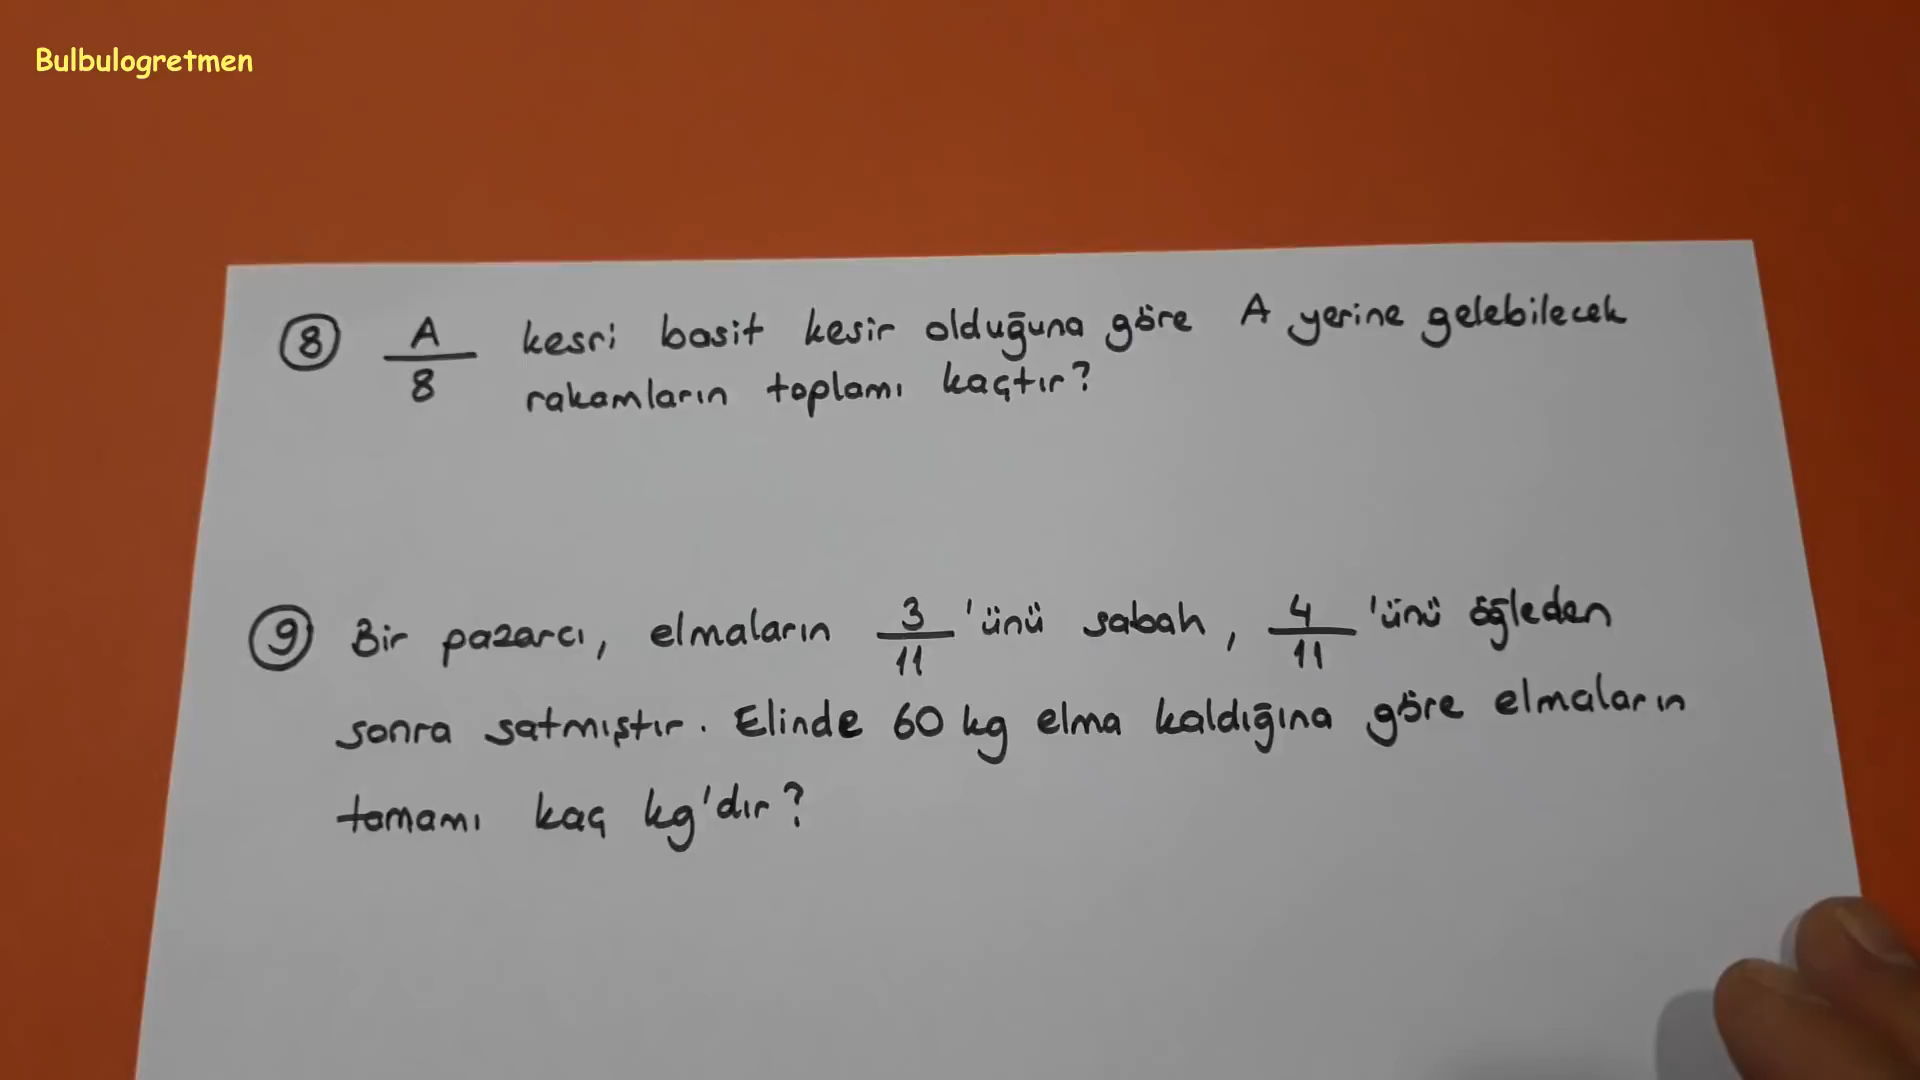 Bulbulogretmen
8 A/8 kesri basit kesir olduğuna göre A yerine gelebilecek
rakamların toplamı kaçtır?
9 Bir pazarcı, elmaların 3/11 'ünü sabah, 4/11 'ünü öğleden
sonra satmıştır. Elinde 60 kg elma kaldığına göre elmaların
tamamı kaç kg'dır?